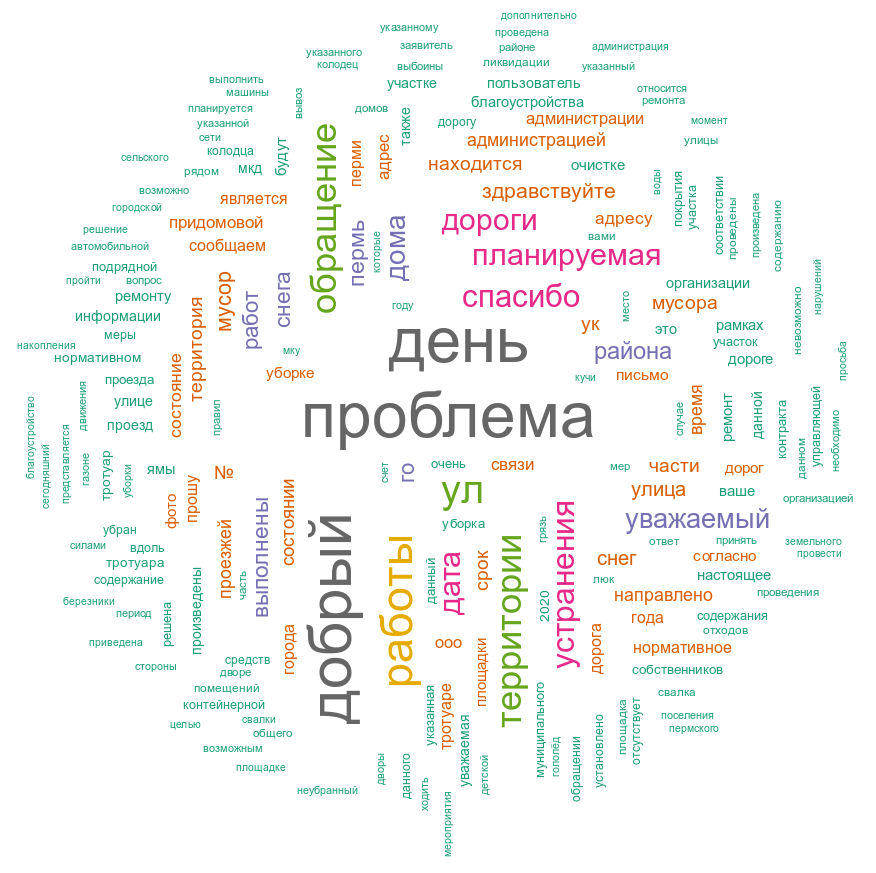 дополнительно
указанному
проведена
заявитель
районе
администрация
указанного
колодец
выбоины
ликвидации
указанный
выполнить
машины
вывоз
участке
пользователь
относится
ремонта
планируется
указанной
домов
благоустройства
администрации
момент
сети
дорогу
также
администрацией
улицы
сельского
колодца
будут
обращение
перми
адрес
находится
очистке
рядом
мкд
воды
возможно
является
здравствуйте
покрытия
участка
соответствии
проведены
произведена
содержанию
городской
придомовой
дороги
адресу
решение
автомобильной
сообщаем
пермь
которые
дома
планируемая
вами
нарушений
подрядной
пройти
вопрос
мусор
работ
снега
организации
ремонту
спасибо
мусора
место
невозможно
информации
территория
году
ук
это
рамках
меры
день
участок
накопления
нормативном
мку
района
дороге
просьба
состояние
уборке
кучи
письмо
проезда
благоустройство
движения
улице
правил
проблема
случае
время
ремонт
данной
контракта
управляющей
необходимо
проезд
сегодняшний
представляется
газоне
тротуар
уборки
ямы
№
счет
го
очень
связи
мер
части
дорог
данном
фото
прошу
ул
улица
ваше
организацией
убран
проезжей
выполнены
состоянии
уборка
грязь
устранения
уважаемый
силами
вдоль
добрый
работы
территории
снег
ответ
принять
земельного
провести
тротуара
дата
срок
согласно
содержание
часть
данный
люк
настоящее
проведения
березники
произведены
2020
направлено
период
решена
года
содержания
отходов
приведена
города
ооо
площадки
дорога
нормативное
стороны
средств
дворе
собственников
помещений
указанная
тротуаре
уважаемая
муниципального
свалка
контейнерной
площадка
отсутствует
поселения
целью
свалки
общего
пермского
возможным
гололёд
обращении
установлено
площадке
дворы
данного
детской
неубранный
ходить
мероприятия